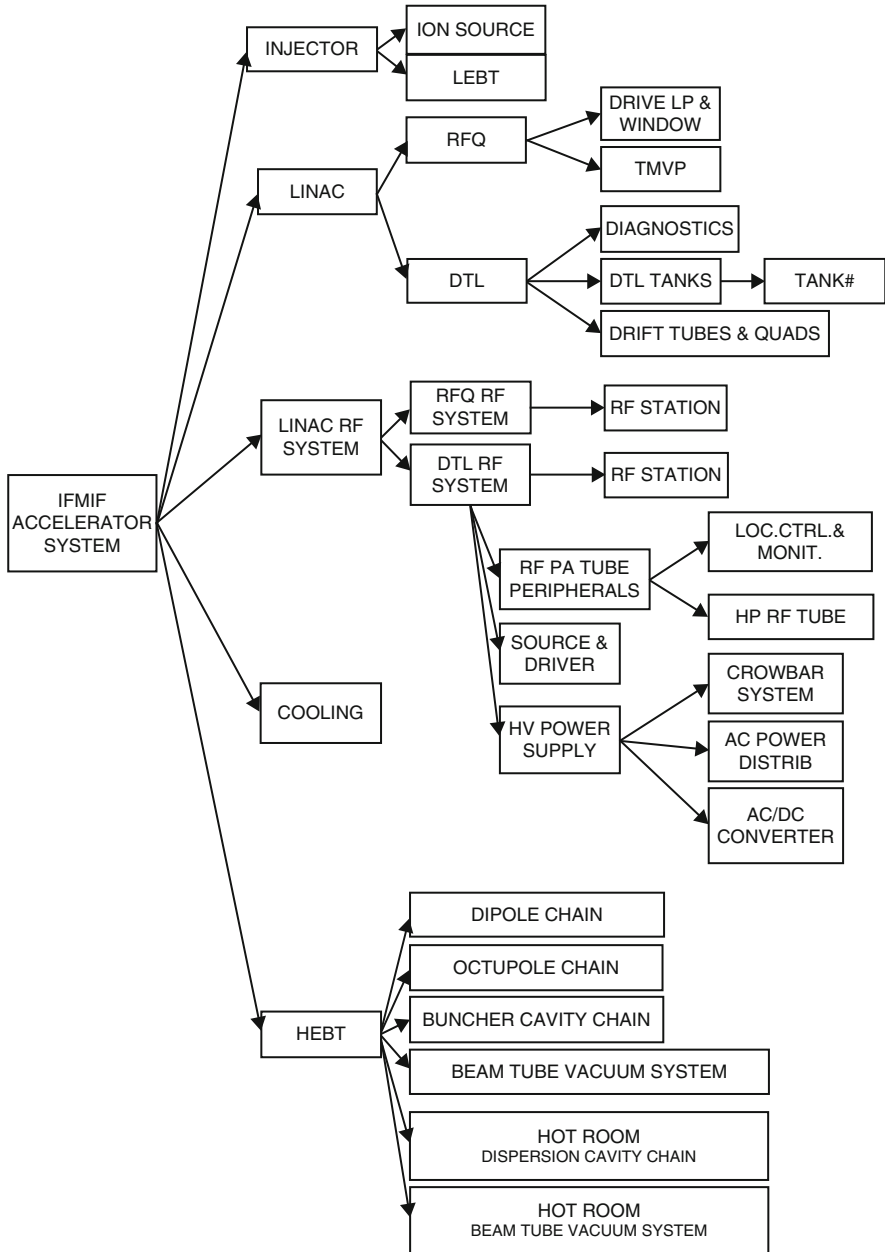 ION SOURCE
INJECTOR
LEBT
DRIVE LP &
WINDOW
RFQ
TMVP
LINAC
DIAGNOSTICS
DTL
DTL TANKS
TANK#
DRIFT TUBES & QUADS
RFQ RF
SYSTEM
RF STATION
LINAC RF
SYSTEM
DTL RF
SYSTEM
RF STATION
IFMIF
ACCELERATOR
SYSTEM
LOC.CTRL.&
MONIT.
RF PA TUBE
PERIPHERALS
HP RF TUBE
SOURCE &
DRIVER
CROWBAR
SYSTEM
COOLING
HV POWER
SUPPLY
AC POWER
DISTRIB
AC/DC
CONVERTER
DIPOLE CHAIN
OCTUPOLE CHAIN
BUNCHER CAVITY CHAIN
HEBT
BEAM TUBE VACUUM SYSTEM
HOT ROOM
DISPERSION CAVITY CHAIN
HOT ROOM
BEAM TUBE VACUUM SYSTEM